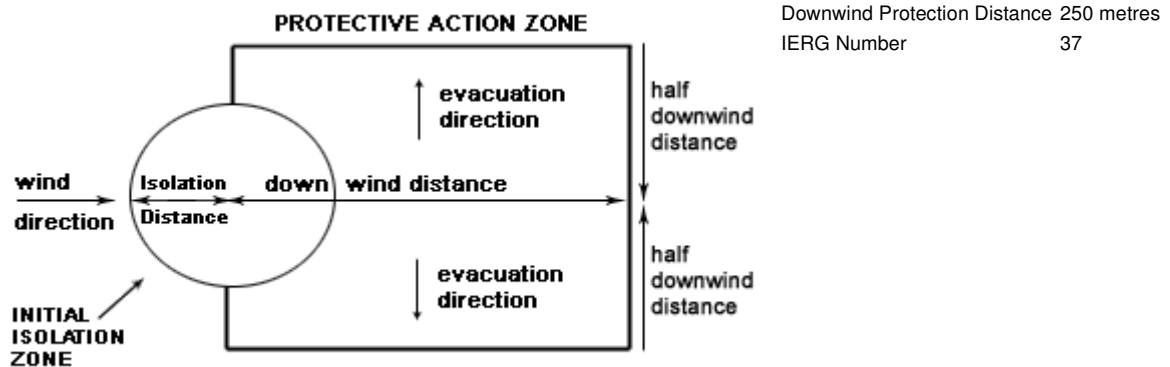 PROTECTIVE ACTION ZONE
Downwind Protection Distance 250 metres
IERG Number 37
evacuation
direction
half
downwind
distance
wind
direction
Isolation
Distance
down wind distance
evacuation
direction
half
downwind
distance
INITIAL
ISOLATION
ZONE